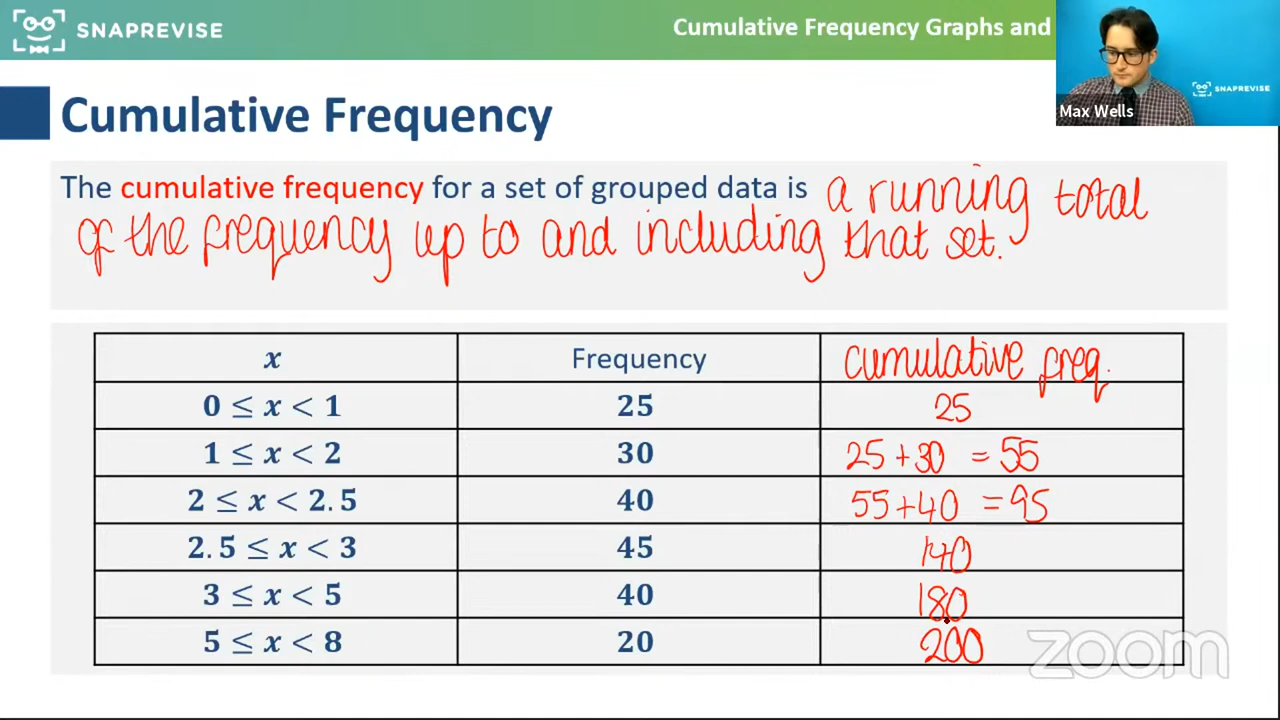 SNAPREVISE
Cumulative Frequency Graphs and
SNAPREVISE
Max Wells
Cumulative Frequency
The cumulative frequency for a set of grouped data is a running total
of the frequency up to and including that set.
x Frequency cumulative freq.
0 ≤ x < 1 25 25
1 ≤ x < 2 30 25 + 30 = 55
2 ≤ x < 2.5 40 55 + 40 = 95
2.5 ≤ x < 3 45 140
3 ≤ x < 5 40 180
5 ≤ x < 8 20 200
zoom